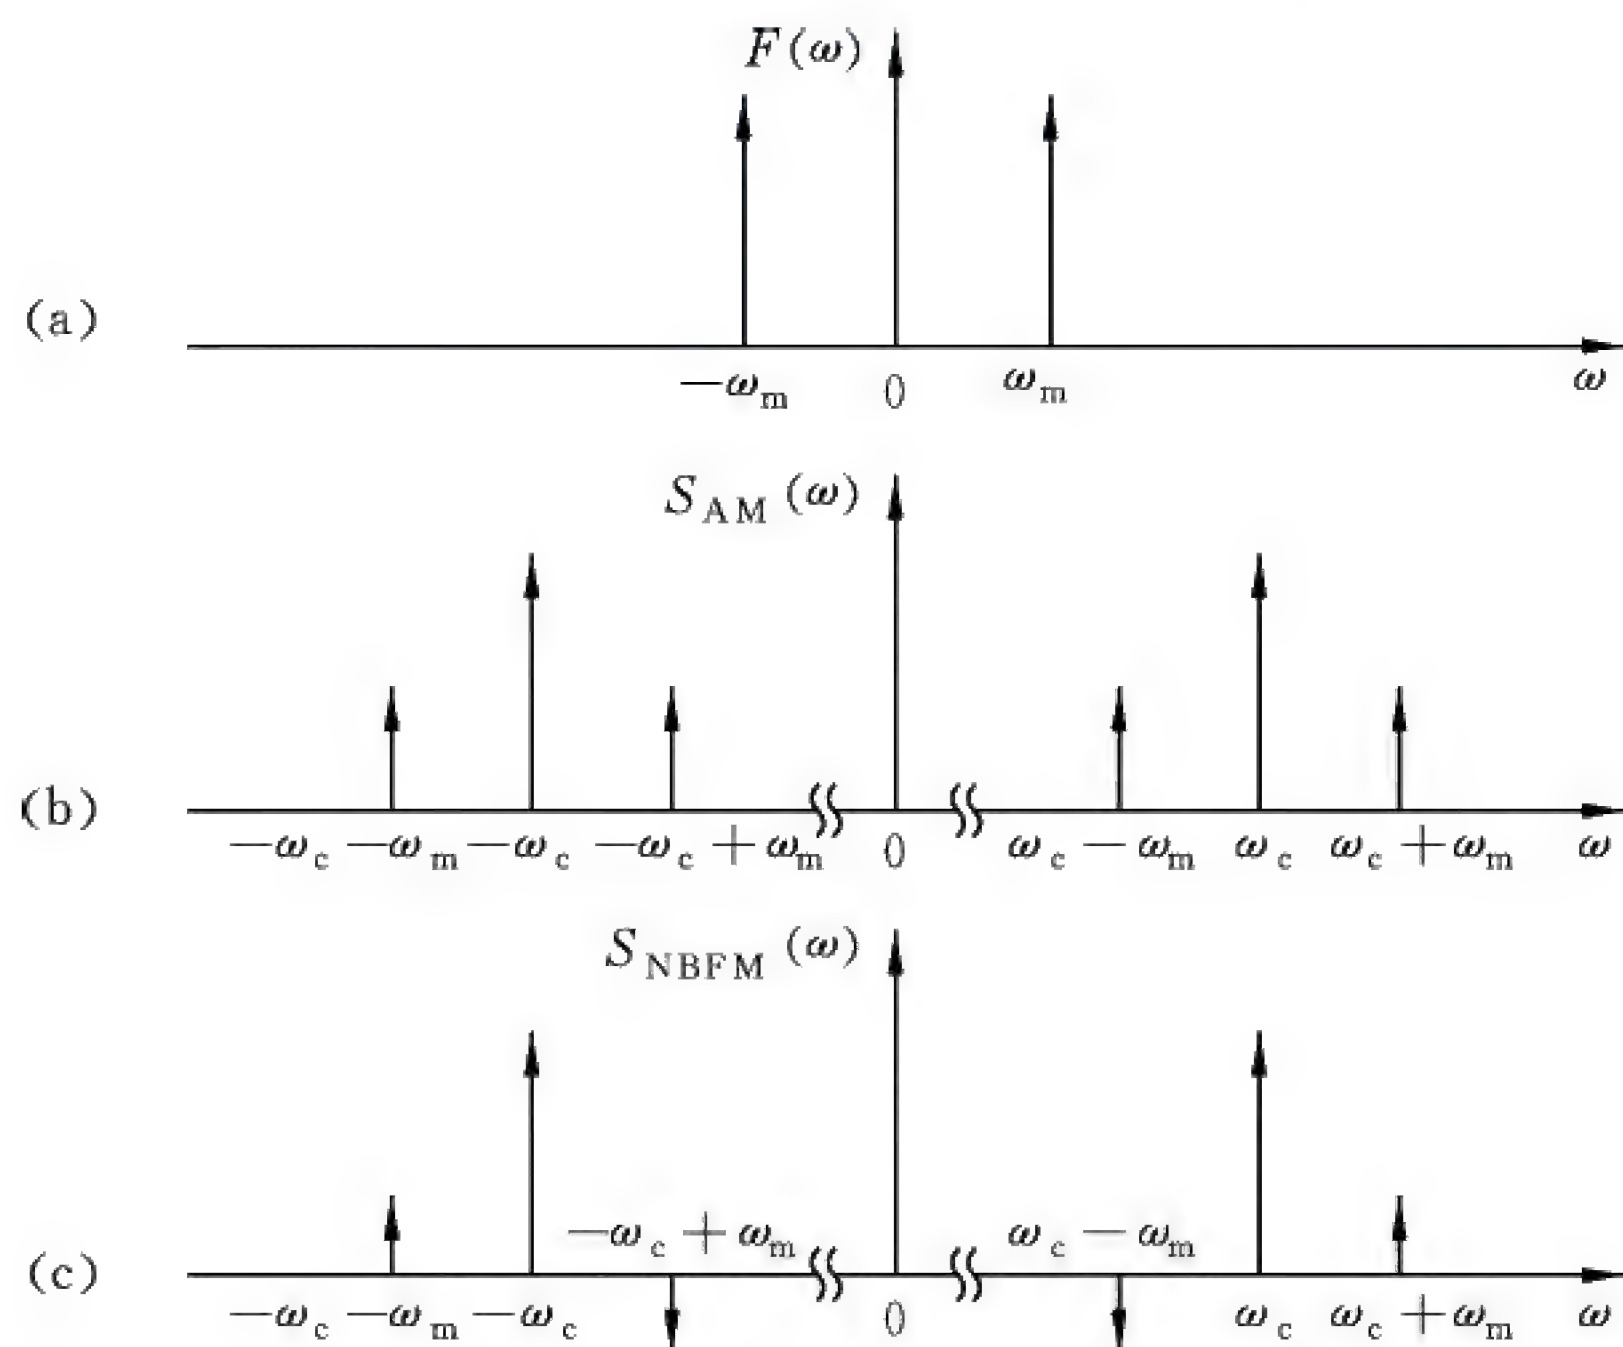 F(ω)
(a)
−ω_m 0 ω_m ω
S_AM (ω)
(b)
−ω_c −ω_m −ω_c −ω_c +ω_m 0 ω_c −ω_m ω_c ω_c +ω_m ω
S_NBFM (ω)
−ω_c +ω_m ω_c −ω_m
(c)
−ω_c −ω_m −ω_c 0 ω_c ω_c +ω_m ω